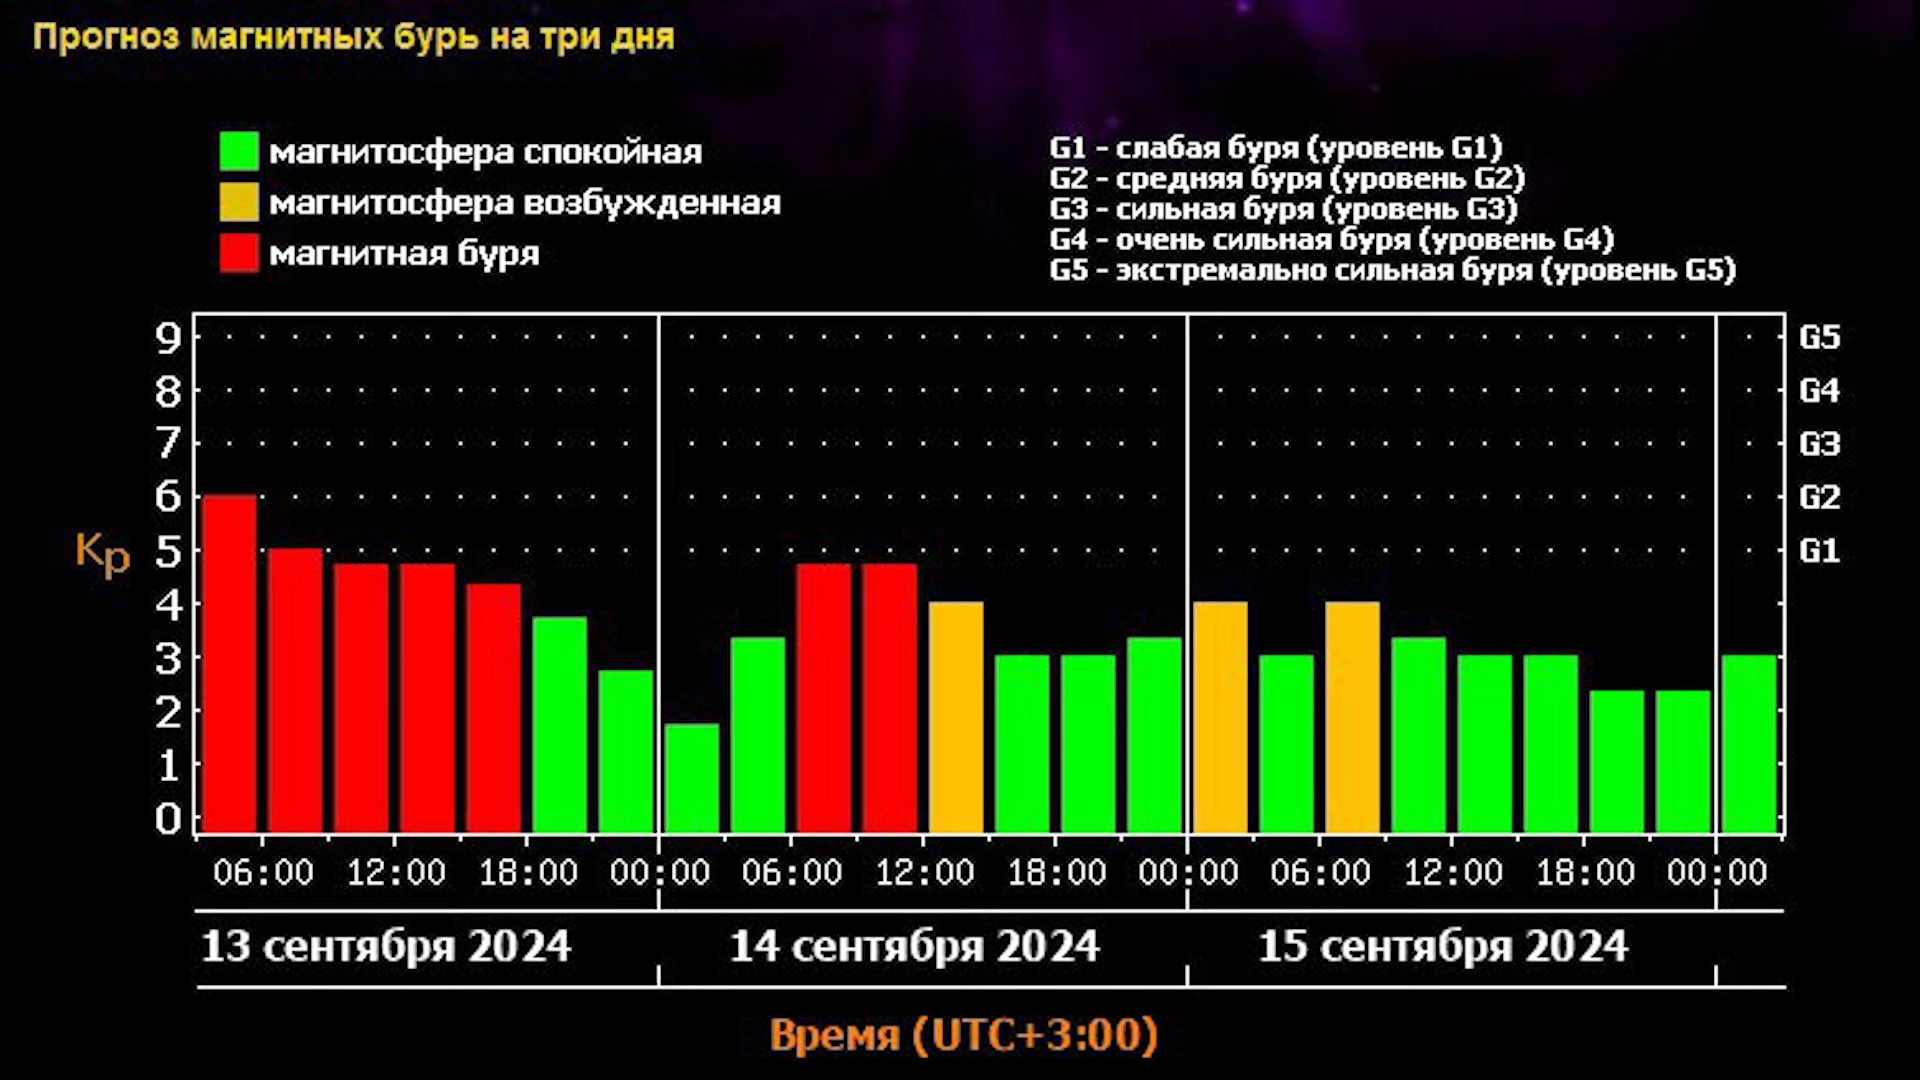 Прогноз магнитных бурь на три дня
магнитосфера спокойная
магнитосфера возбужденная
магнитная буря
G1 - слабая буря (уровень G1)
G2 - средняя буря (уровень G2)
G3 - сильная буря (уровень G3)
G4 - очень сильная буря (уровень G4)
G5 - экстремально сильная буря (уровень G5)
9 G5
8 G4
7 G3
6 G2
Kp 5 G1
4
3
2
1
0
06:00 12:00 18:00 00:00 06:00 12:00 18:00 00:00 06:00 12:00 18:00 00:00
13 сентября 2024 14 сентября 2024 15 сентября 2024
Время (UTC+3:00)